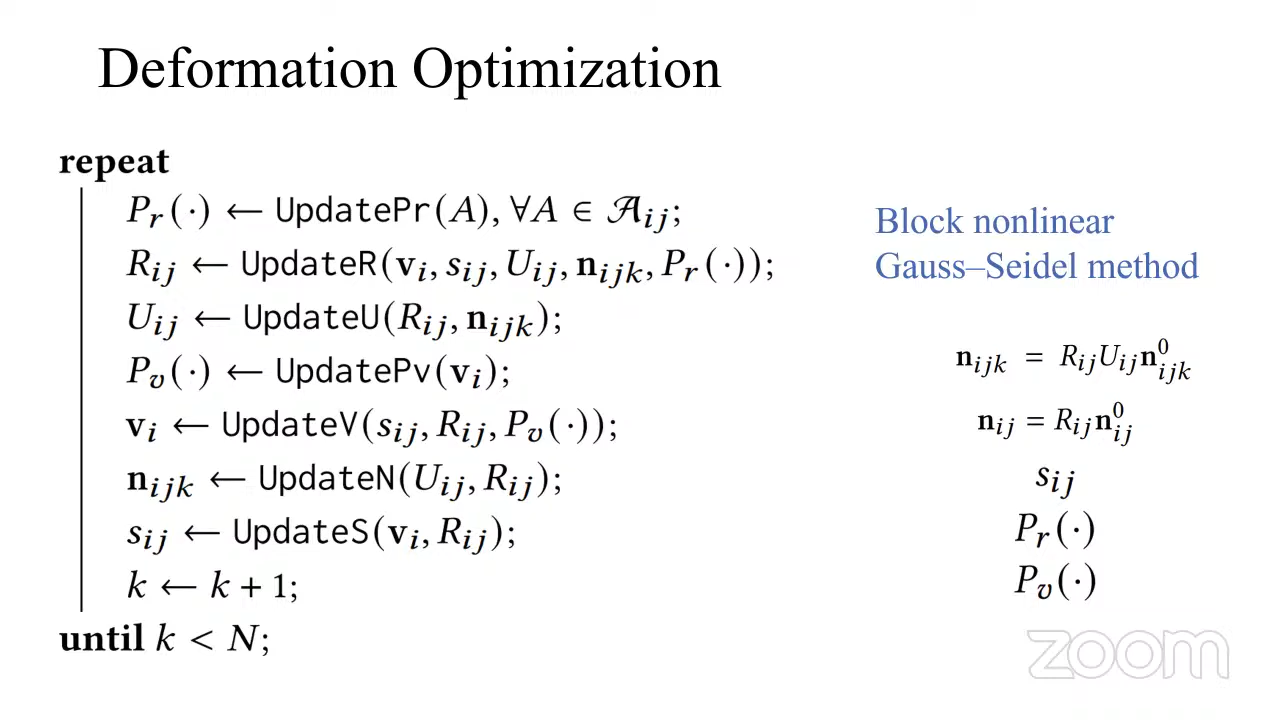 Deformation Optimization
repeat
P_r(·) ← UpdatePr(A), ∀A ∈ 𝒜_ij;
R_ij ← UpdateR(v_i, s_ij, U_ij, n_ijk, P_r(·));
U_ij ← UpdateU(R_ij, n_ijk);
P_v(·) ← UpdatePv(v_i);
v_i ← UpdateV(s_ij, R_ij, P_v(·));
n_ijk ← UpdateN(U_ij, R_ij);
s_ij ← UpdateS(v_i, R_ij);
k ← k + 1;
until k < N;
Block nonlinear
Gauss–Seidel method
n_ijk = R_ij U_ij n^0_ijk
n_ij = R_ij n^0_ij
s_ij
P_r(·)
P_v(·)
zoom